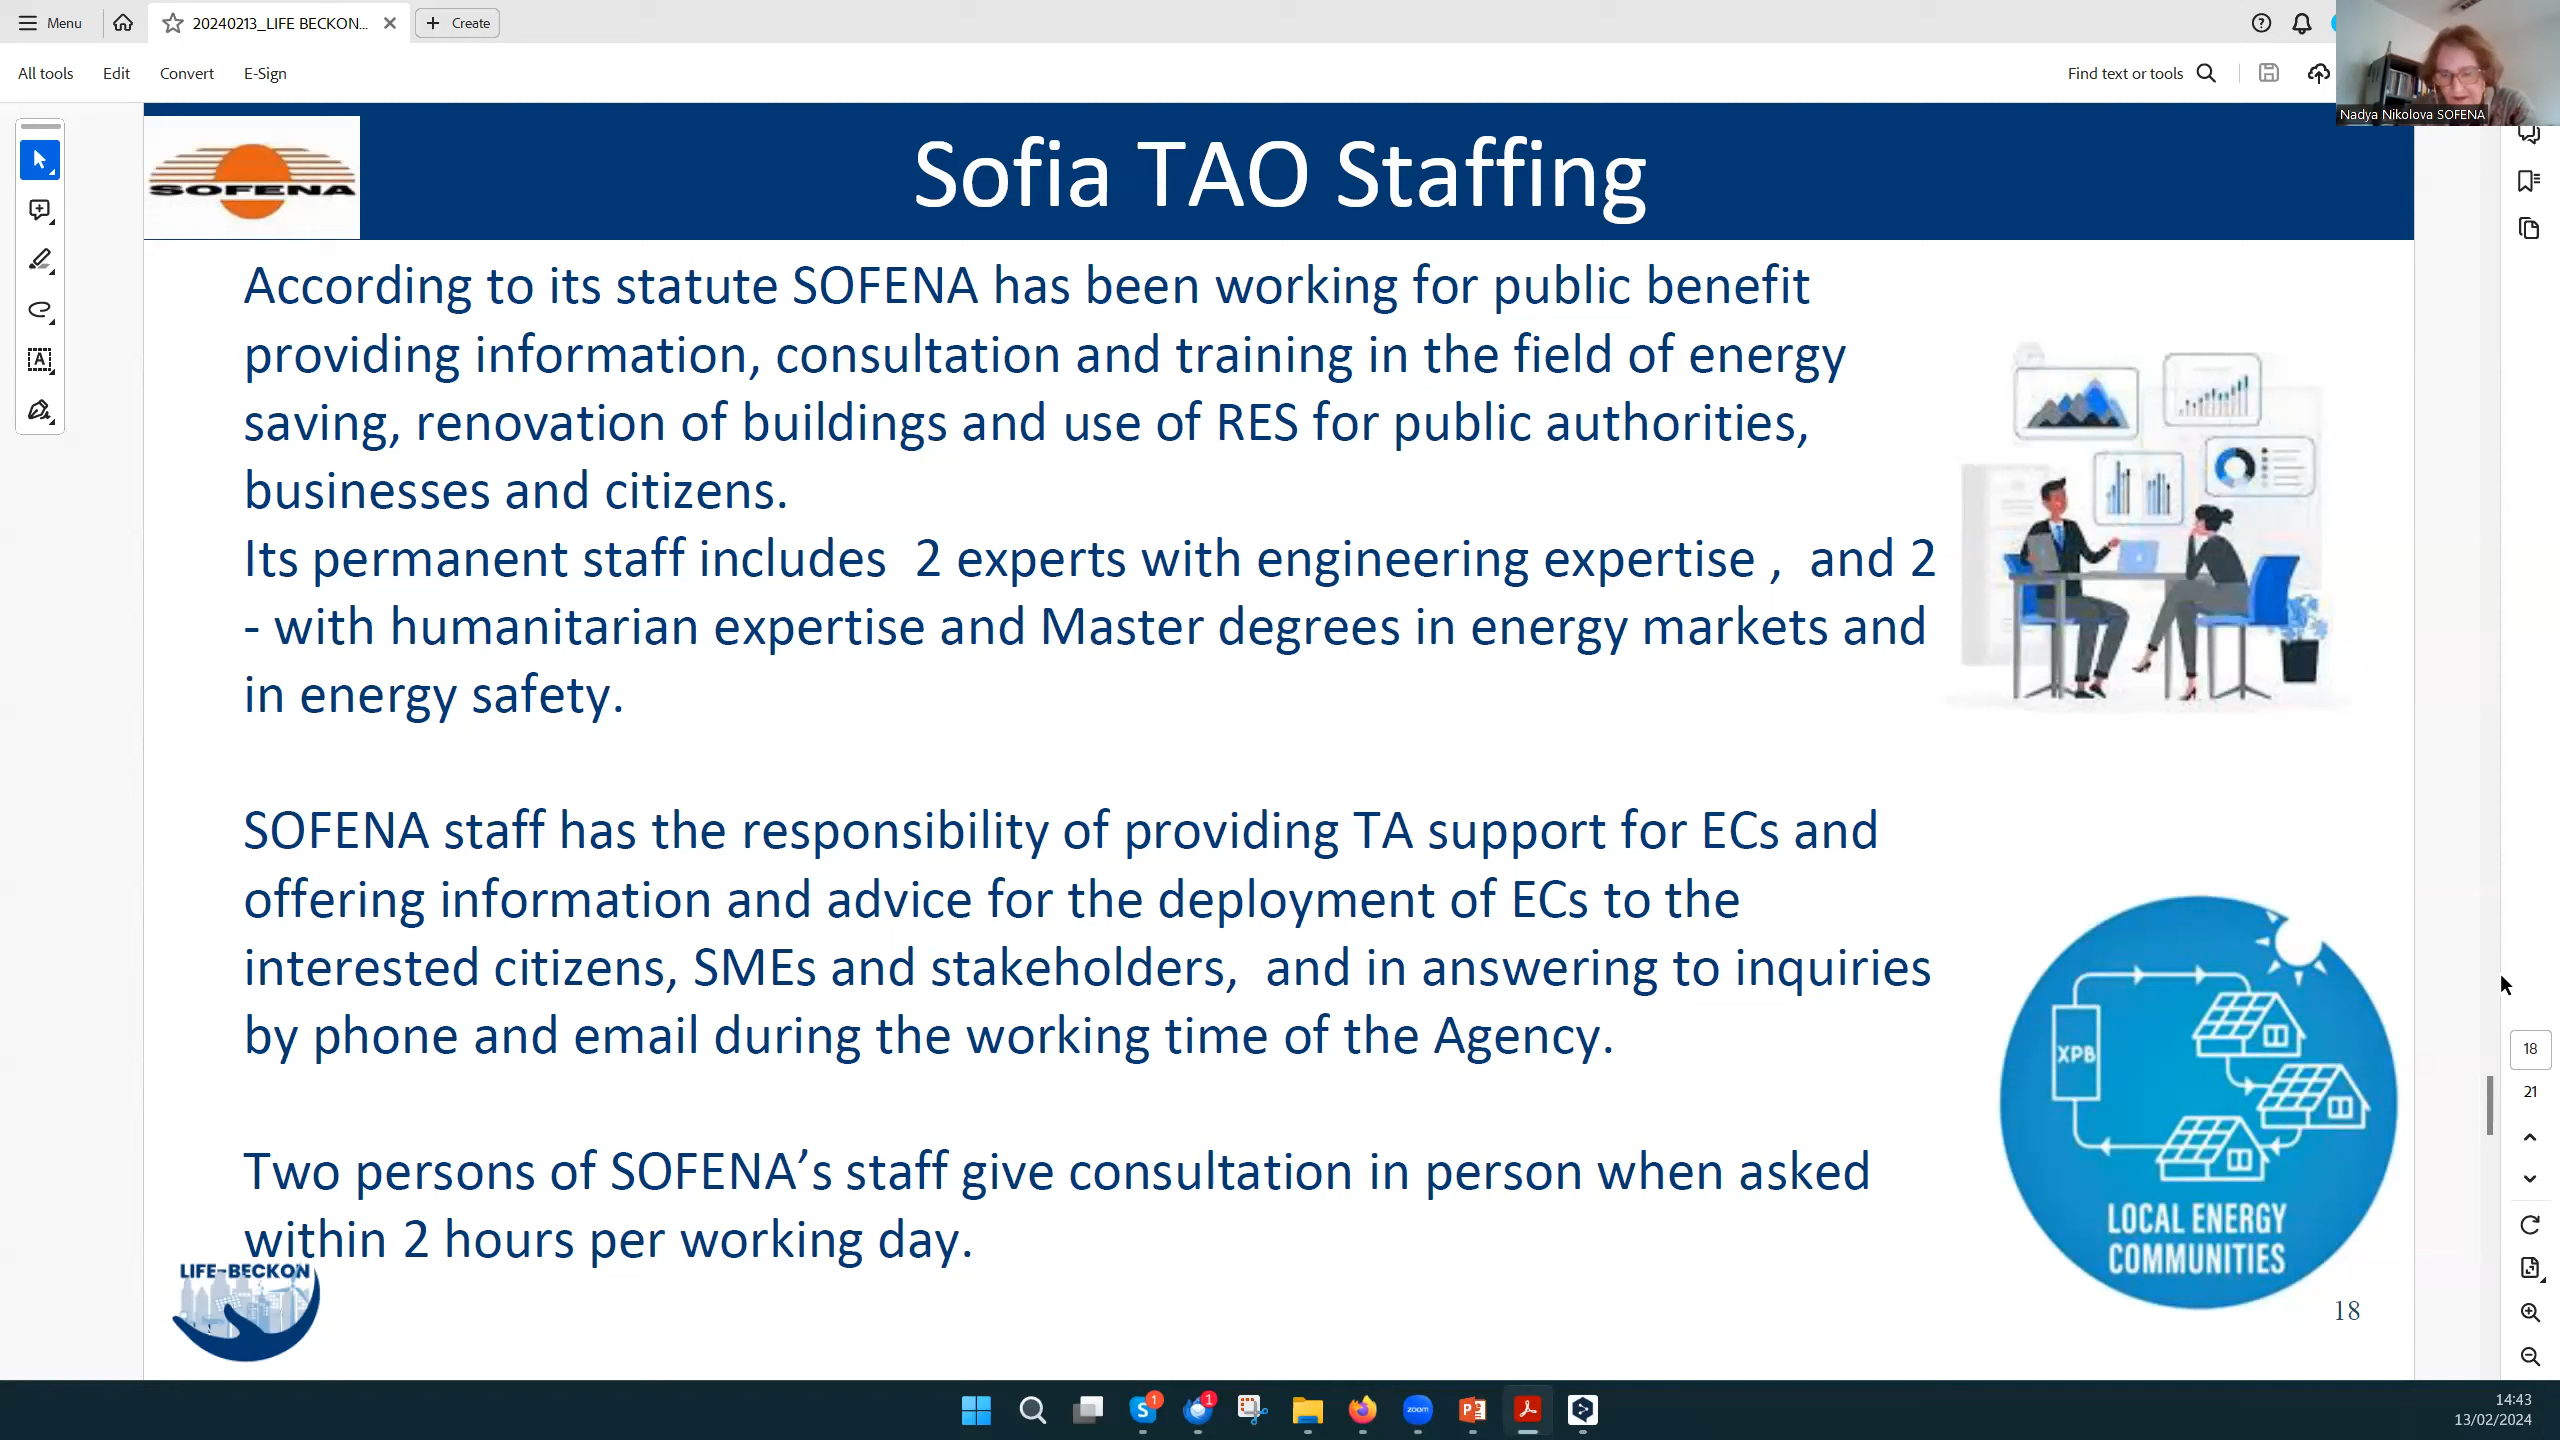 Menu
20240213_LIFE BECKON...
Create
All tools
Edit
Convert
E-Sign
Find text or tools
Nadya Nikolova SOFENA
SOFENA
Sofia TAO Staffing
According to its statute SOFENA has been working for public benefit
providing information, consultation and training in the field of energy
saving, renovation of buildings and use of RES for public authorities,
businesses and citizens.
Its permanent staff includes  2 experts with engineering expertise ,  and 2
- with humanitarian expertise and Master degrees in energy markets and
in energy safety.
SOFENA staff has the responsibility of providing TA support for ECs and
offering information and advice for the deployment of ECs to the
interested citizens, SMEs and stakeholders,  and in answering to inquiries
by phone and email during the working time of the Agency.
Two persons of SOFENA’s staff give consultation in person when asked
within 2 hours per working day.
XPB
LOCAL ENERGY
COMMUNITIES
LIFE-BECKON
18
18
21
1
1
zoom
14:43
13/02/2024